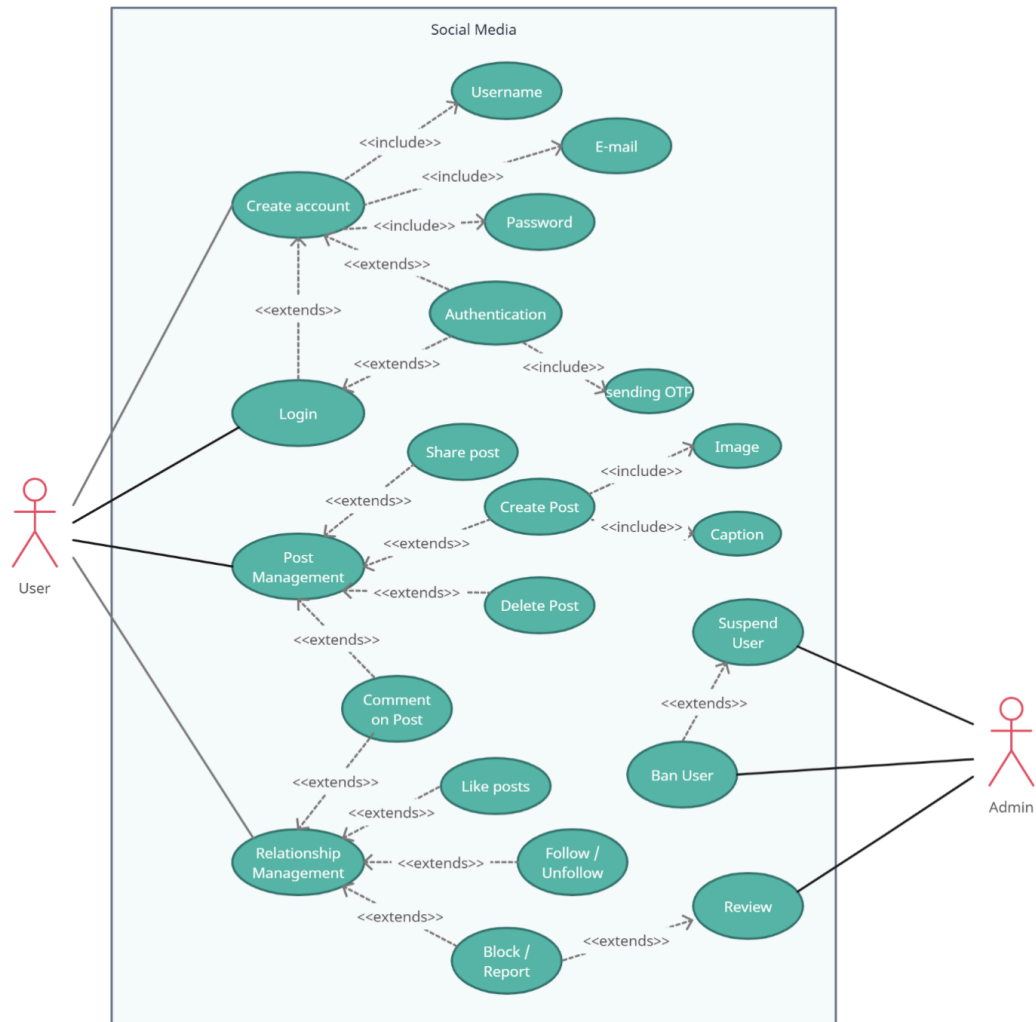 Social Media
Username
<<include>>
E-mail
<<include>>
Create account
Password
<<include>>
<<extends>>
<<extends>>
Authentication
<<extends>>
<<include>>
sending OTP
Login
Share post
Image
<<include>>
<<extends>>
Create Post
<<include>>
Caption
<<extends>>
Post
Management
<<extends>>
Delete Post
User
Suspend
User
<<extends>>
Comment
on Post
<<extends>>
Ban User
<<extends>>
Like posts
<<extends>>
Admin
Relationship
Management
<<extends>>
Follow /
Unfollow
Review
<<extends>>
<<extends>>
Block /
Report